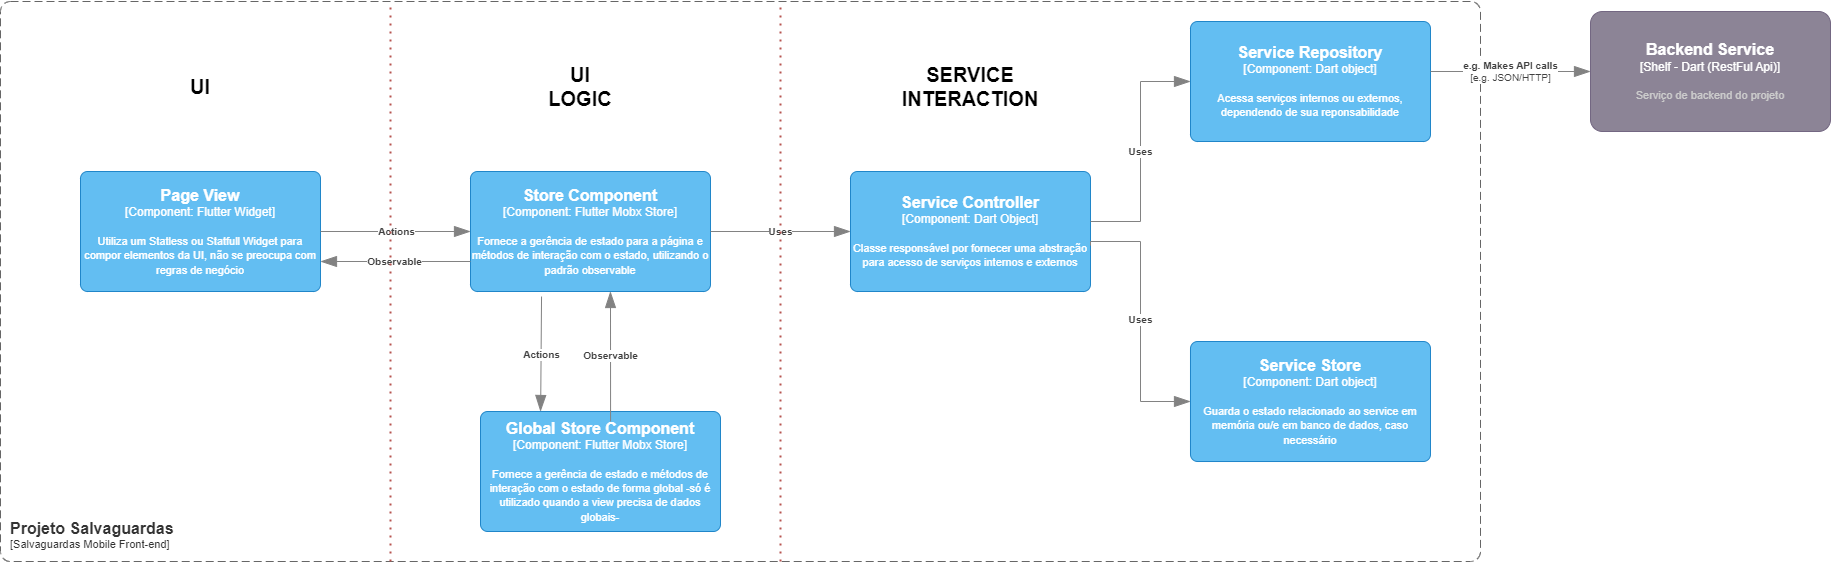 UI
UI
LOGIC
SERVICE
INTERACTION
Service Repository
[Component: Dart object]
Acessa serviços internos ou externos,
dependendo de sua reponsabilidade
e.g. Makes API calls
[e.g. JSON/HTTP]
Backend Service
[Shelf - Dart (RestFul Api)]
Serviço de backend do projeto
Uses
Page View
[Component: Flutter Widget]
Utiliza um Statless ou Statfull Widget para
compor elementos da UI, não se preocupa com
regras de negócio
Actions
Observable
Store Component
[Component: Flutter Mobx Store]
Fornece a gerência de estado para a página e
métodos de interação com o estado, utilizando o
padrão observable
Uses
Service Controller
[Component: Dart Object]
Classe responsável por fornecer uma abstração
para acesso de serviços internos e externos
Uses
Actions
Observable
Service Store
[Component: Dart object]
Guarda o estado relacionado ao service em
memória ou/e em banco de dados, caso
necessário
Global Store Component
[Component: Flutter Mobx Store]
Fornece a gerência de estado e métodos de
interação com o estado de forma global -só é
utilizado quando a view precisa de dados
globais-
Projeto Salvaguardas
[Salvaguardas Mobile Front-end]